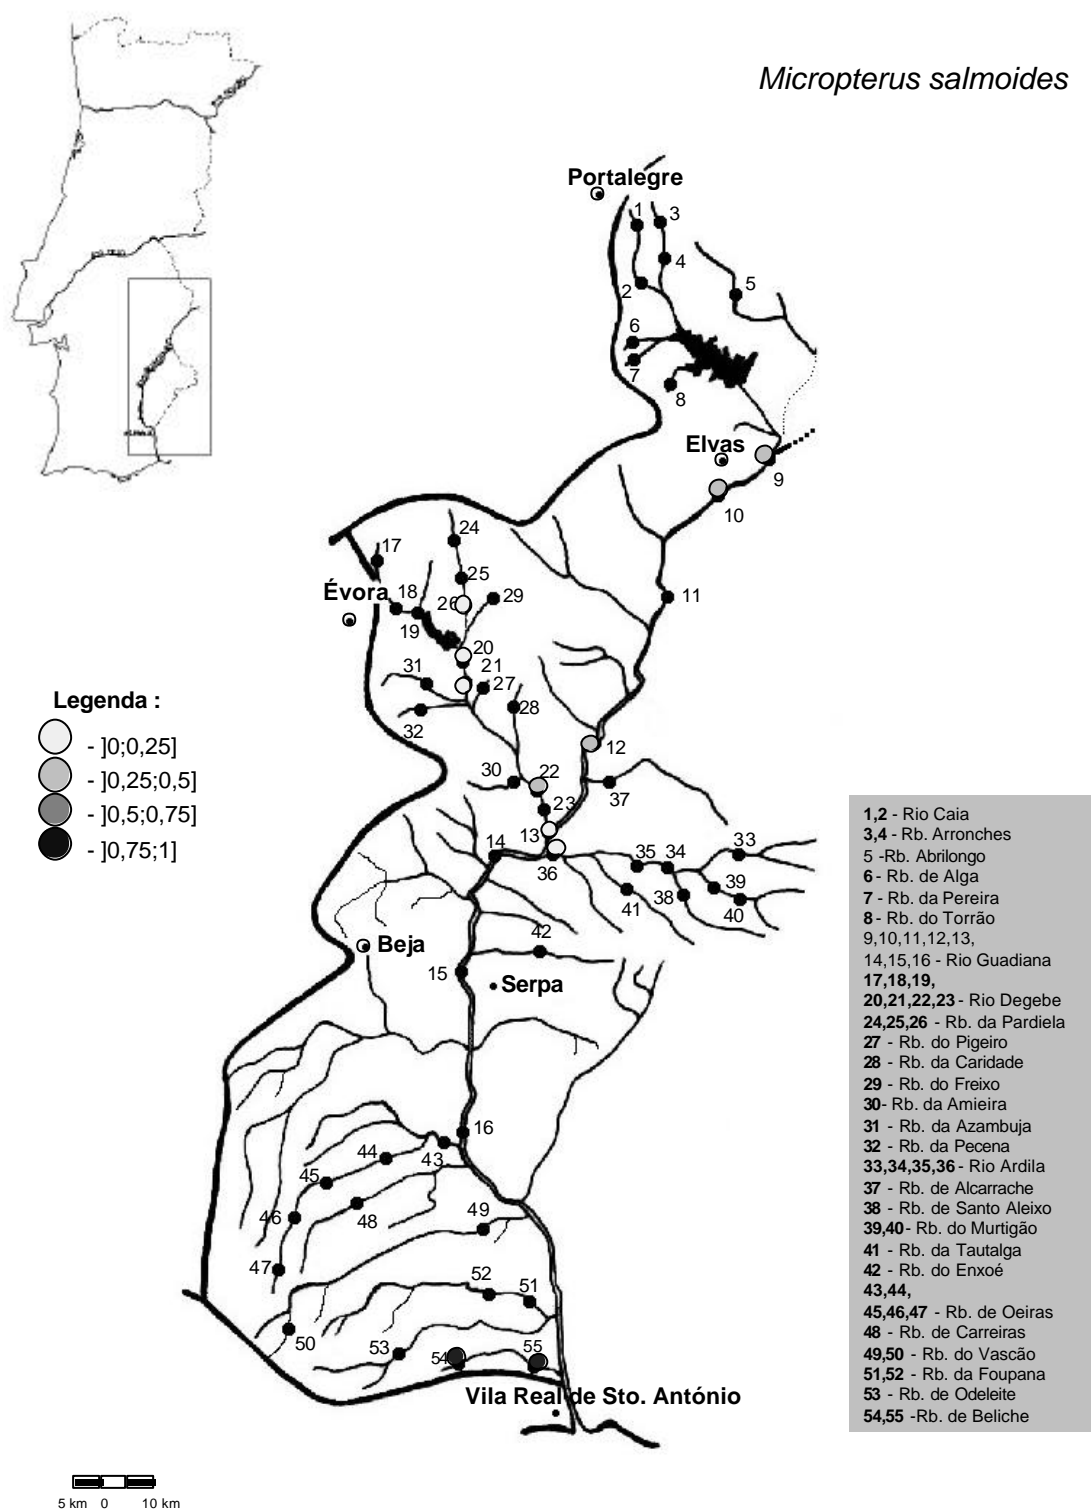 Micropterus salmoides
Portalegre
1
3
4
2
5
6
7
8
Elvas
9
10
24
17
25
11
Évora
18
26
29
19
20
31
21
27
Legenda :
28
- ]0;0,25]
32
12
- ]0,25;0,5]
30
22
37
- ]0,5;0,75]
23
13
- ]0,75;1]
14
36
35
34
33
39
41
38
40
42
Beja
15
Serpa
16
44
43
45
46
48
49
47
52
51
50
53
54
55
Vila Real de Sto. António
1,2 - Rio Caia
3,4 - Rb. Arronches
5 -Rb. Abrilongo
6 - Rb. de Alga
7 - Rb. da Pereira
8 - Rb. do Torrão
9,10,11,12,13,
14,15,16 - Rio Guadiana
17,18,19,
20,21,22,23 - Rio Degebe
24,25,26 - Rb. da Pardiela
27 - Rb. do Pigeiro
28 - Rb. da Caridade
29 - Rb. do Freixo
30- Rb. da Amieira
31 - Rb. da Azambuja
32 - Rb. da Pecena
33,34,35,36 - Rio Ardila
37 - Rb. de Alcarrache
38 - Rb. de Santo Aleixo
39,40- Rb. do Murtigão
41 - Rb. da Tautalga
42 - Rb. do Enxoé
43,44,
45,46,47 - Rb. de Oeiras
48 - Rb. de Carreiras
49,50 - Rb. do Vascão
51,52 - Rb. da Foupana
53 - Rb. de Odeleite
54,55 -Rb. de Beliche
5 km 0 10 km